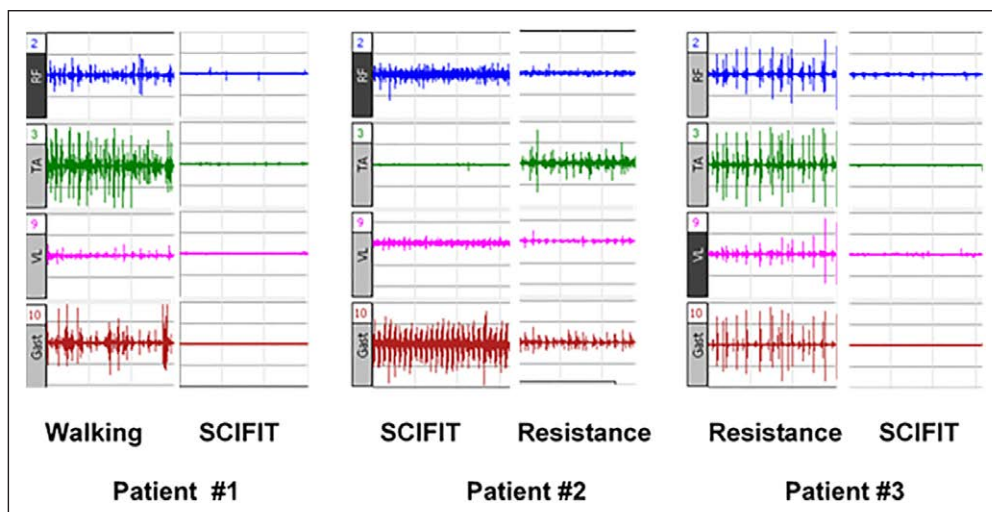 2
RF
3
TA
9
VL
10
Gast
2
RF
3
TA
9
VL
10
Gast
2
RF
3
TA
9
VL
10
Gast
Walking SCIFIT SCIFIT Resistance Resistance SCIFIT
Patient #1 Patient #2 Patient #3